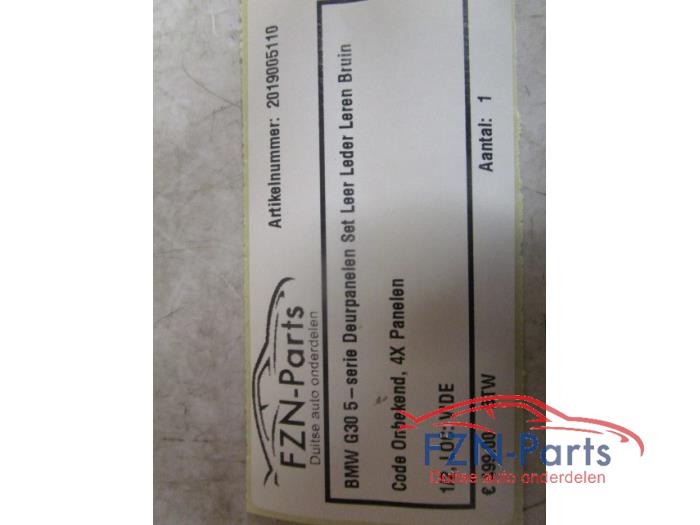 FZN-Parts
Duitse auto onderdelen
Artikelnummer: 2019005110
BMW G30 5-serie Deurpanelen Set Leer Leder Leren Bruin
Code Onbekend, 4X Panelen
Aantal: 1
FZN-Parts
Duitse auto onderdelen